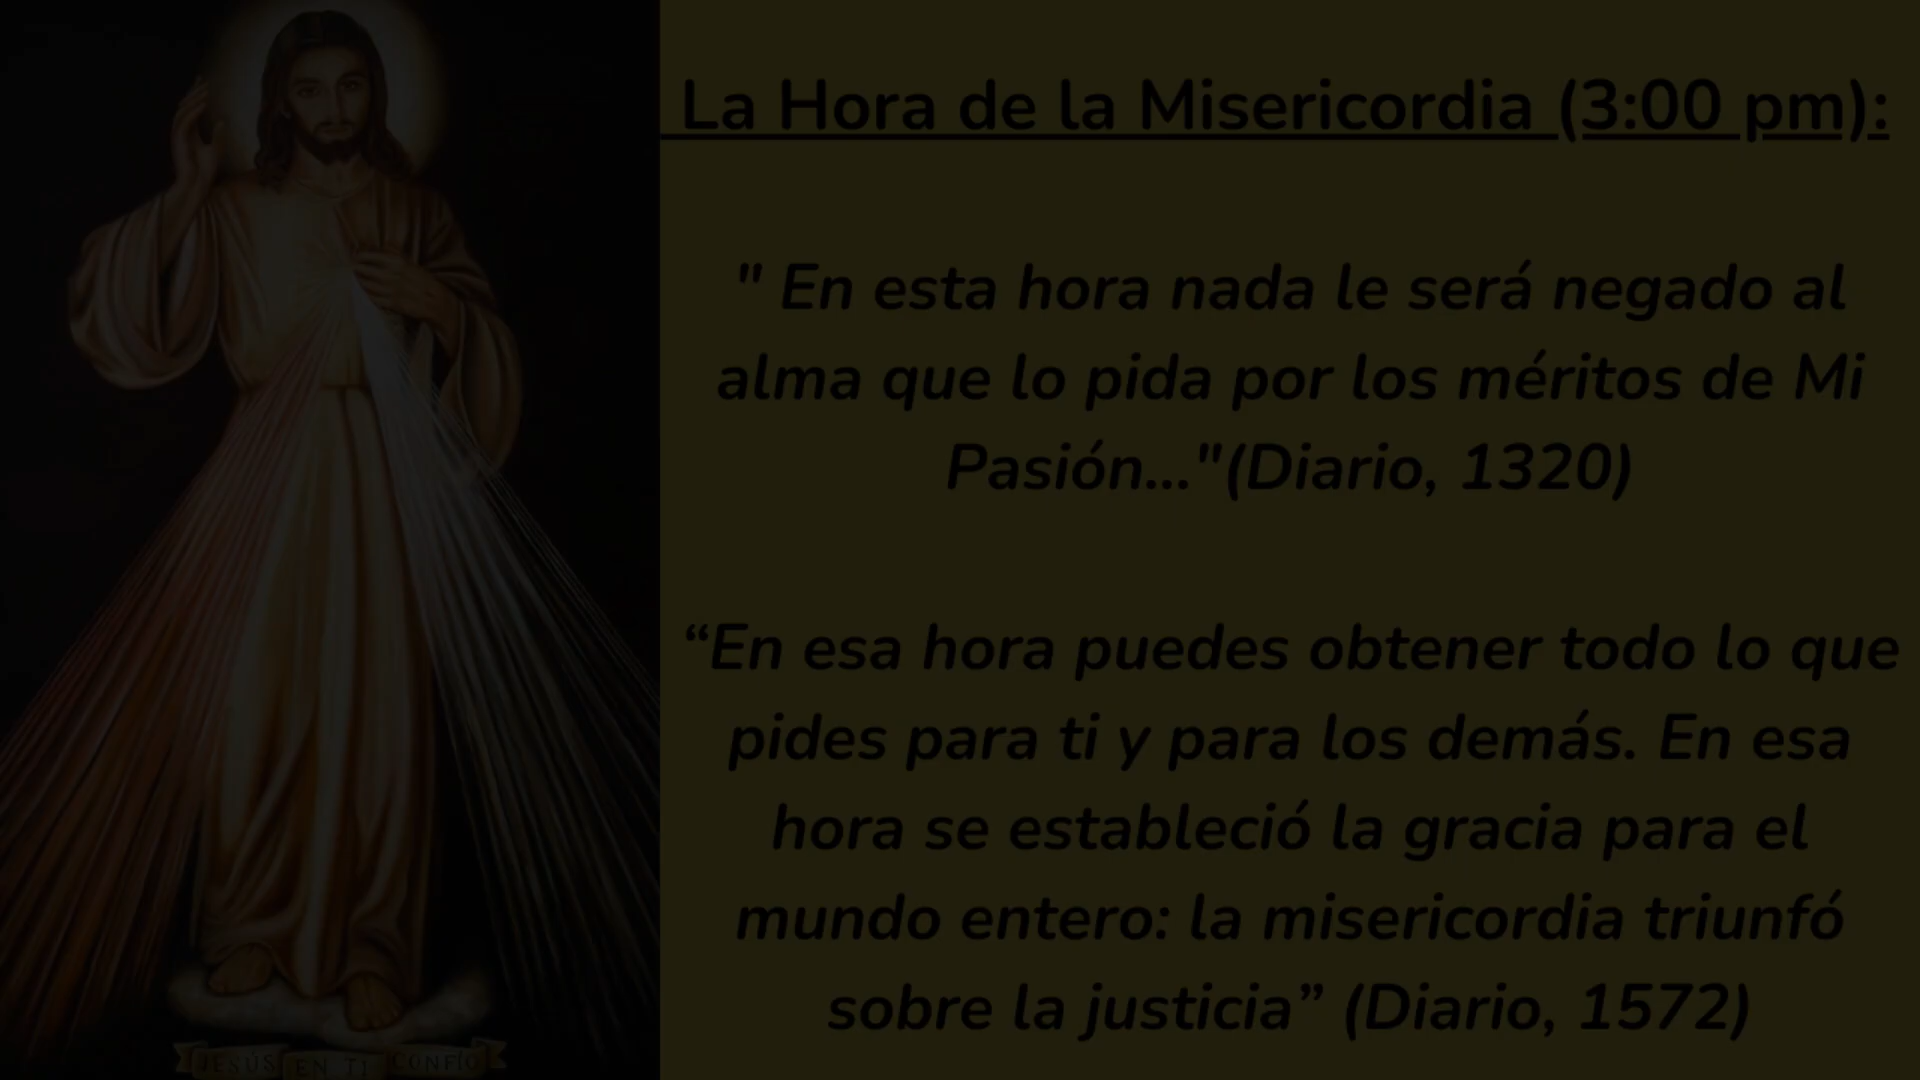 La Hora de la Misericordia (3:00 pm):
" En esta hora nada le será negado al
alma que lo pida por los méritos de Mi
Pasión..."(Diario, 1320)
“En esa hora puedes obtener todo lo que
pides para ti y para los demás. En esa
hora se estableció la gracia para el
mundo entero: la misericordia triunfó
sobre la justicia” (Diario, 1572)
JESÚS EN TI CONFÍO